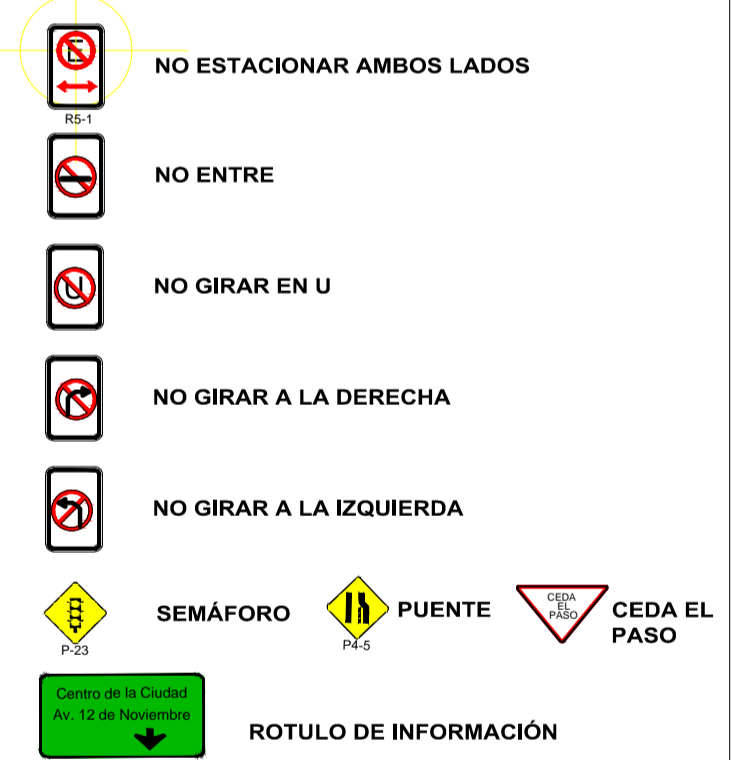 E
NO ESTACIONAR AMBOS LADOS
R5-1
NO ENTRE
U
NO GIRAR EN U
NO GIRAR A LA DERECHA
NO GIRAR A LA IZQUIERDA
SEMÁFORO
P-23
PUENTE
P4-5
CEDA
EL
PASO
CEDA EL
PASO
Centro de la Ciudad
Av. 12 de Noviembre
ROTULO DE INFORMACIÓN